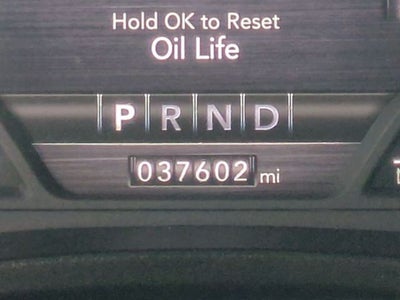 Hold OK to Reset
Oil Life
P R N D
037602 mi